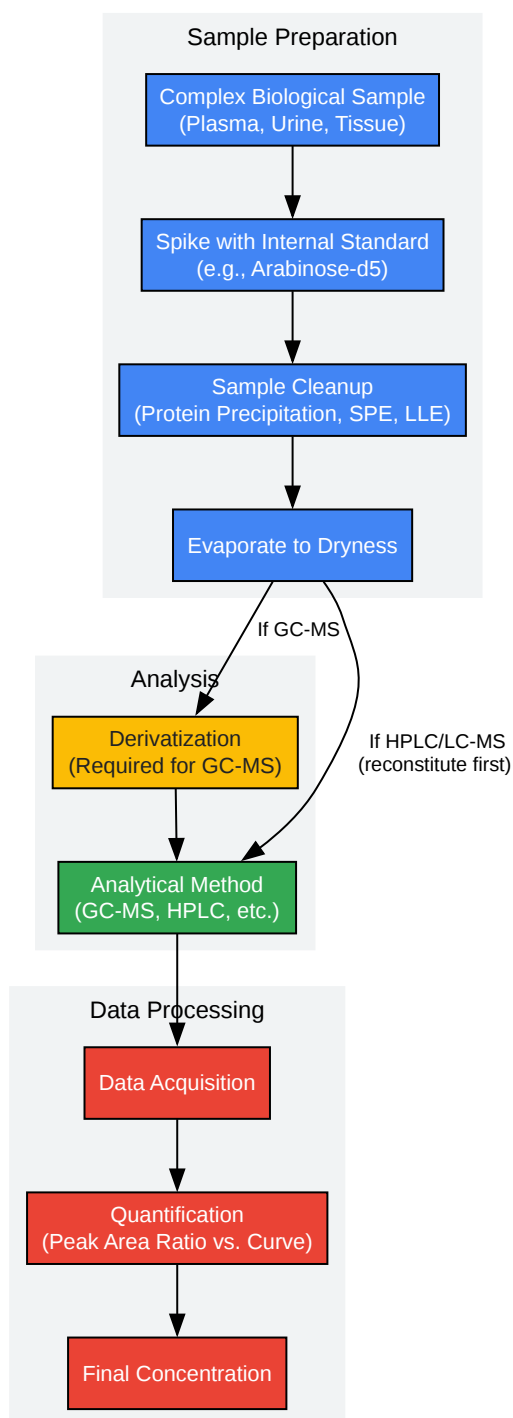 Sample Preparation
Complex Biological Sample
(Plasma, Urine, Tissue)
Spike with Internal Standard
(e.g., Arabinose-d5)
Sample Cleanup
(Protein Precipitation, SPE, LLE)
Evaporate to Dryness
If GC-MS
Analysis
Derivatization
(Required for GC-MS)
If HPLC/LC-MS
(reconstitute first)
Analytical Method
(GC-MS, HPLC, etc.)
Data Processing
Data Acquisition
Quantification
(Peak Area Ratio vs. Curve)
Final Concentration